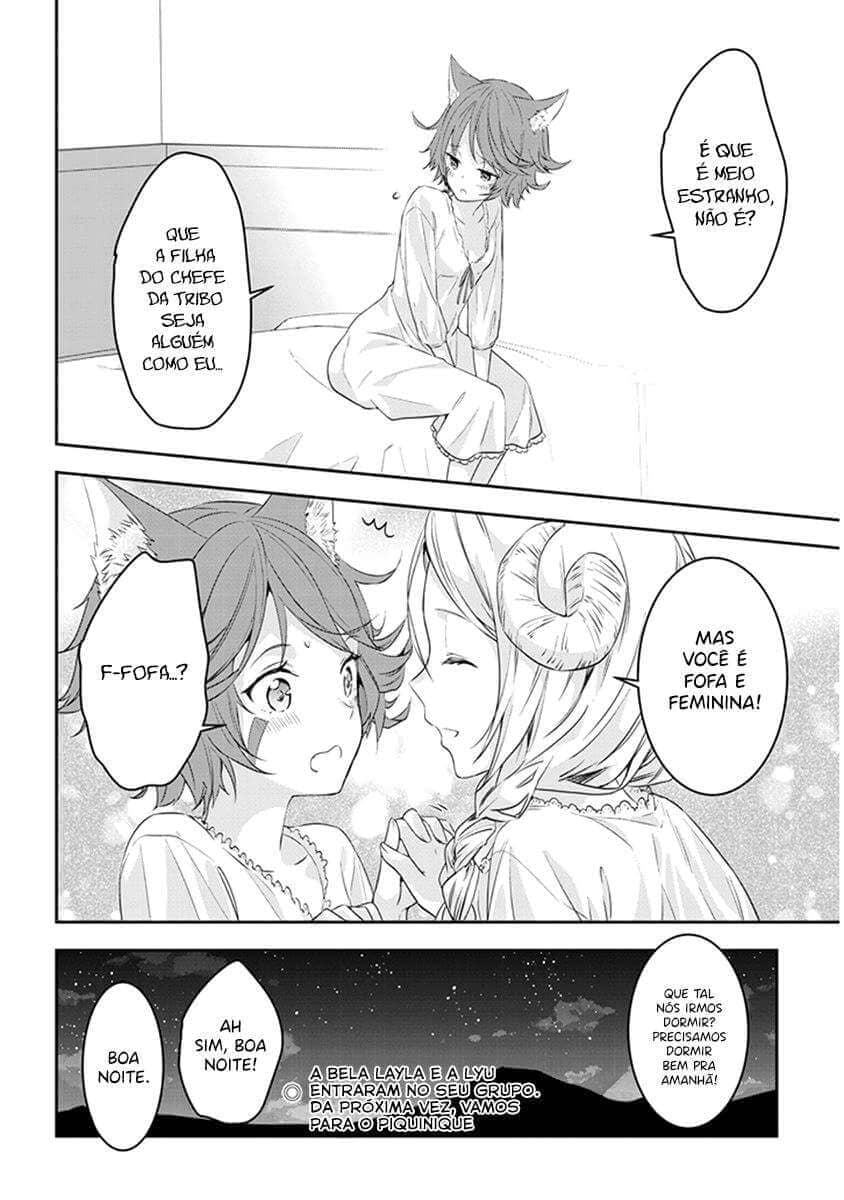 É QUE
É MEIO
ESTRANHO,
NÃO É?
QUE
A FILHA
DO CHEFE
DA TRIBO
SEJA
ALGUÉM
COMO EU...
MAS
VOCÊ É
FOFA E
FEMININA!
F-FOFA...?
QUE TAL
NÓS IRMOS
DORMIR?
PRECISAMOS
DORMIR
BEM PRA
AMANHÃ!
AH
SIM, BOA
NOITE!
BOA
NOITE.
A BELA LAYLA E A LYU
ENTRARAM NO SEU GRUPO.
DA PRÓXIMA VEZ, VAMOS
PARA O PIQUINIQUE